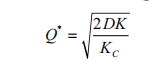 Q* = √(2DK / K_C)